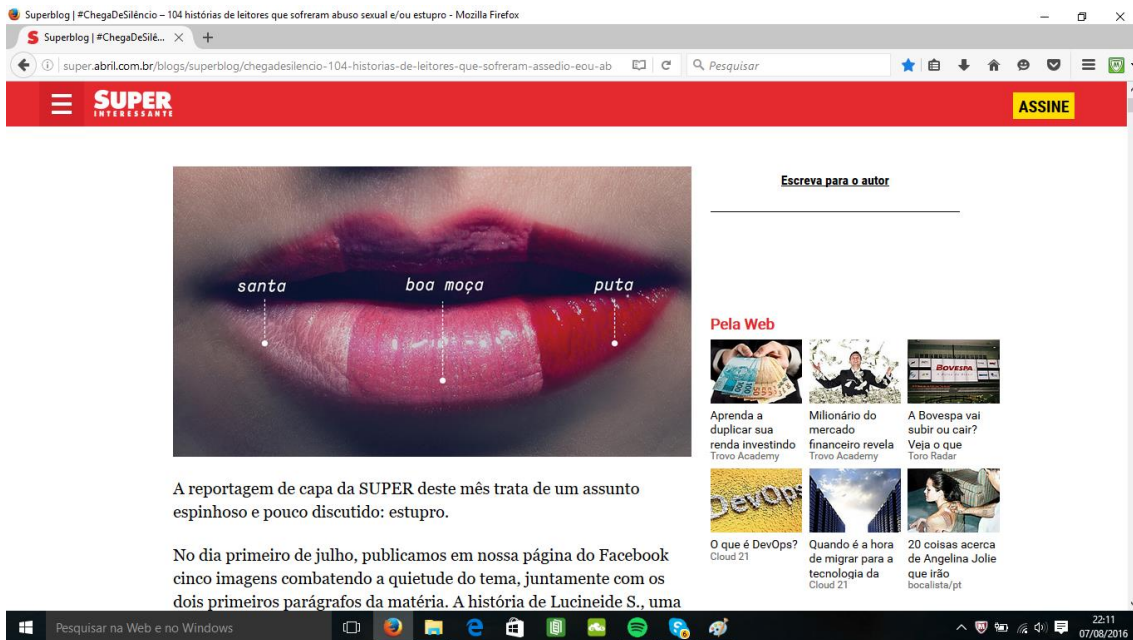 Superblog | #ChegaDeSilêncio – 104 histórias de leitores que sofreram abuso sexual e/ou estupro - Mozilla Firefox
Superblog | #ChegaDeSilê...
super.abril.com.br/blogs/superblog/chegadesilencio-104-historias-de-leitores-que-sofreram-assedio-eou-ab
Pesquisar
SUPER
INTERESSANTE
ASSINE
Escreva para o autor
santa
boa moça
puta
Pela Web
BOVESPA
Aprenda a
duplicar sua
renda investindo
Trovo Academy
Milionário do
mercado
financeiro revela
Trovo Academy
A Bovespa vai
subir ou cair?
Veja o que
Toro Radar
DevOps
O que é DevOps?
Cloud 21
Quando é a hora
de migrar para a
tecnologia da
Cloud 21
20 coisas acerca
de Angelina Jolie
que irão
bocalista/pt
A reportagem de capa da SUPER deste mês trata de um assunto
espinhoso e pouco discutido: estupro.
No dia primeiro de julho, publicamos em nossa página do Facebook
cinco imagens combatendo a quietude do tema, juntamente com os
dois primeiros parágrafos da matéria. A história de Lucineide S., uma
Pesquisar na Web e no Windows
22:11
07/08/2016